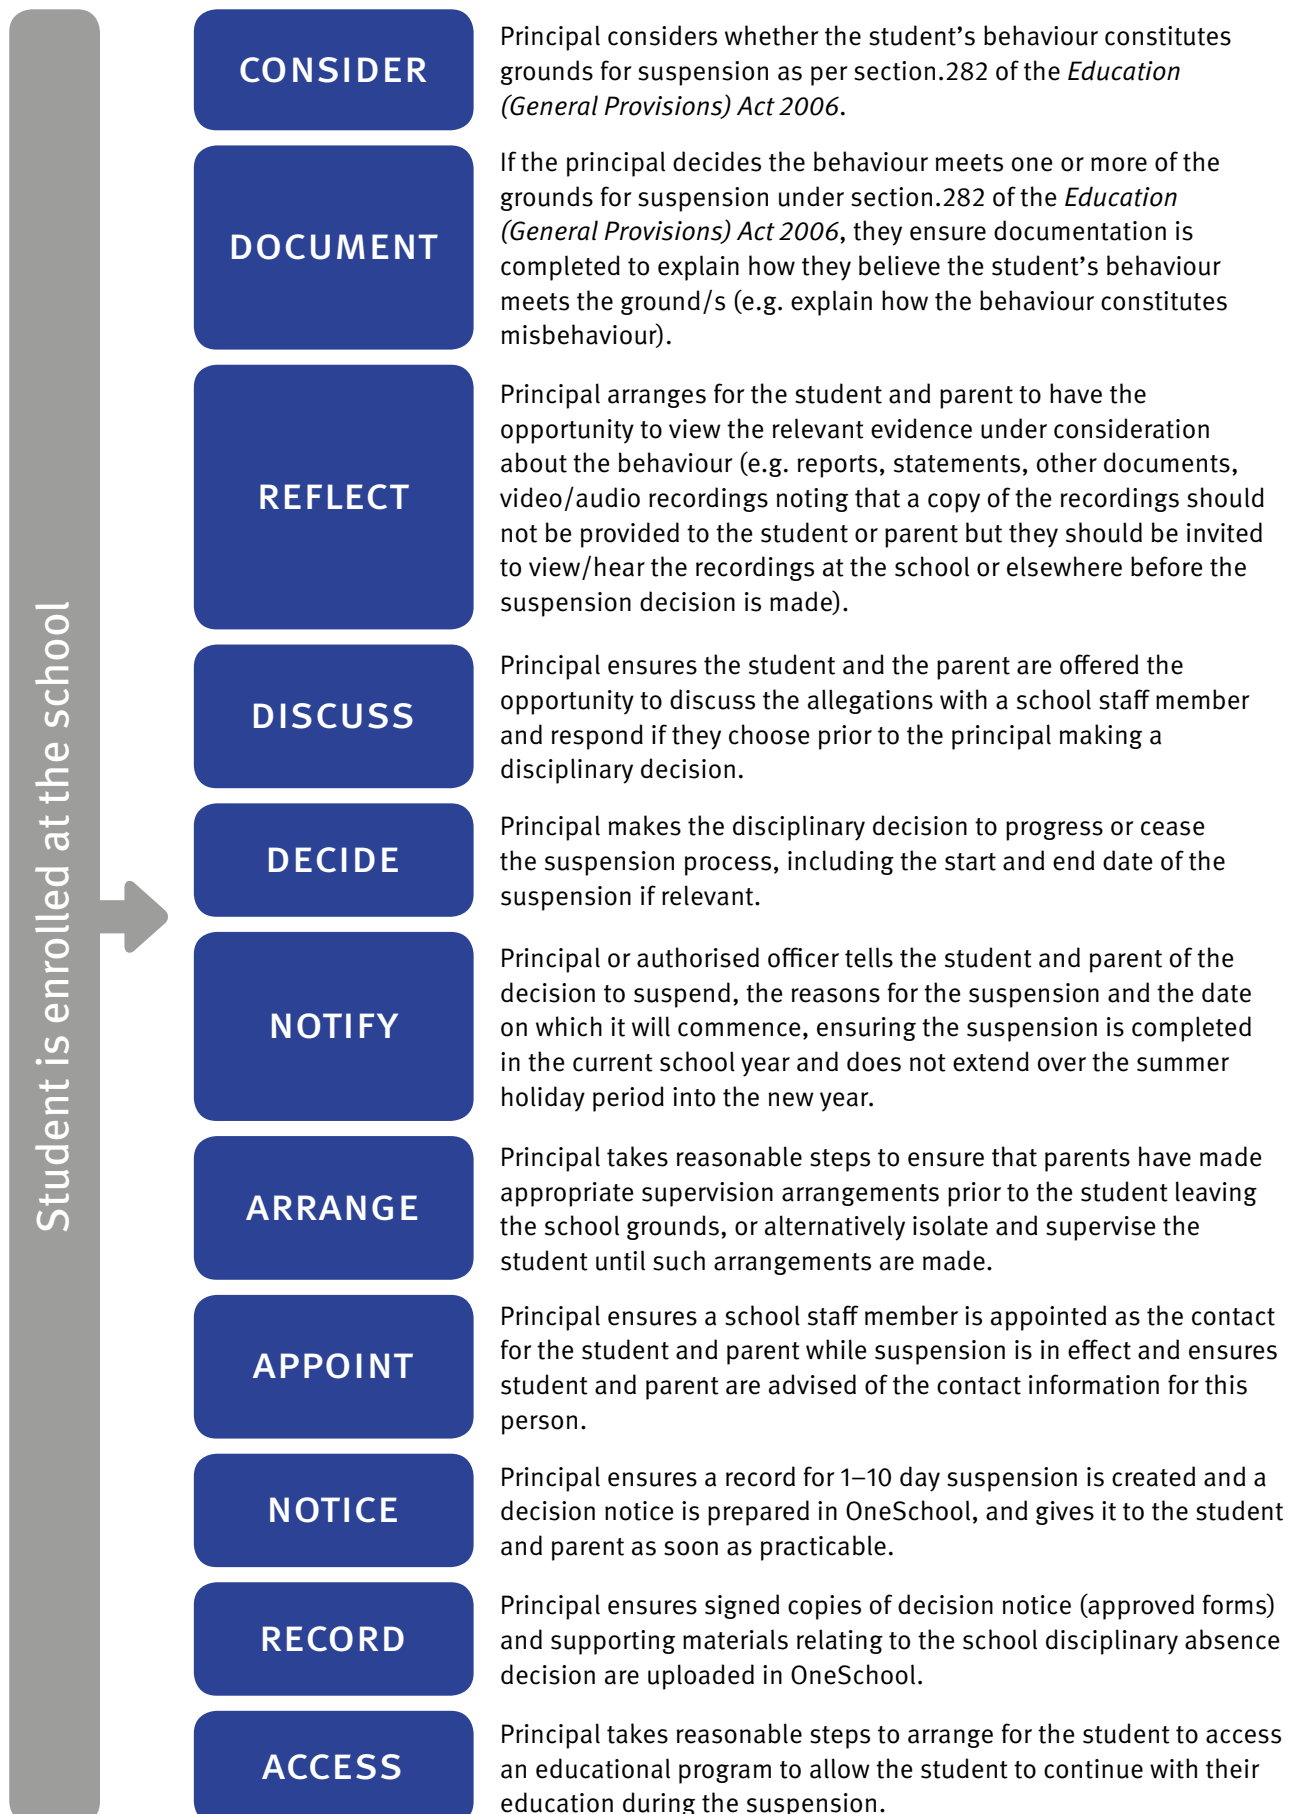 Student is enrolled at the school
CONSIDER
Principal considers whether the student’s behaviour constitutes
grounds for suspension as per section.282 of the Education
(General Provisions) Act 2006.
DOCUMENT
If the principal decides the behaviour meets one or more of the
grounds for suspension under section.282 of the Education
(General Provisions) Act 2006, they ensure documentation is
completed to explain how they believe the student’s behaviour
meets the ground/s (e.g. explain how the behaviour constitutes
misbehaviour).
REFLECT
Principal arranges for the student and parent to have the
opportunity to view the relevant evidence under consideration
about the behaviour (e.g. reports, statements, other documents,
video/audio recordings noting that a copy of the recordings should
not be provided to the student or parent but they should be invited
to view/hear the recordings at the school or elsewhere before the
suspension decision is made).
DISCUSS
Principal ensures the student and the parent are offered the
opportunity to discuss the allegations with a school staff member
and respond if they choose prior to the principal making a
disciplinary decision.
DECIDE
Principal makes the disciplinary decision to progress or cease
the suspension process, including the start and end date of the
suspension if relevant.
NOTIFY
Principal or authorised officer tells the student and parent of the
decision to suspend, the reasons for the suspension and the date
on which it will commence, ensuring the suspension is completed
in the current school year and does not extend over the summer
holiday period into the new year.
ARRANGE
Principal takes reasonable steps to ensure that parents have made
appropriate supervision arrangements prior to the student leaving
the school grounds, or alternatively isolate and supervise the
student until such arrangements are made.
APPOINT
Principal ensures a school staff member is appointed as the contact
for the student and parent while suspension is in effect and ensures
student and parent are advised of the contact information for this
person.
NOTICE
Principal ensures a record for 1–10 day suspension is created and a
decision notice is prepared in OneSchool, and gives it to the student
and parent as soon as practicable.
RECORD
Principal ensures signed copies of decision notice (approved forms)
and supporting materials relating to the school disciplinary absence
decision are uploaded in OneSchool.
ACCESS
Principal takes reasonable steps to arrange for the student to access
an educational program to allow the student to continue with their
education during the suspension.